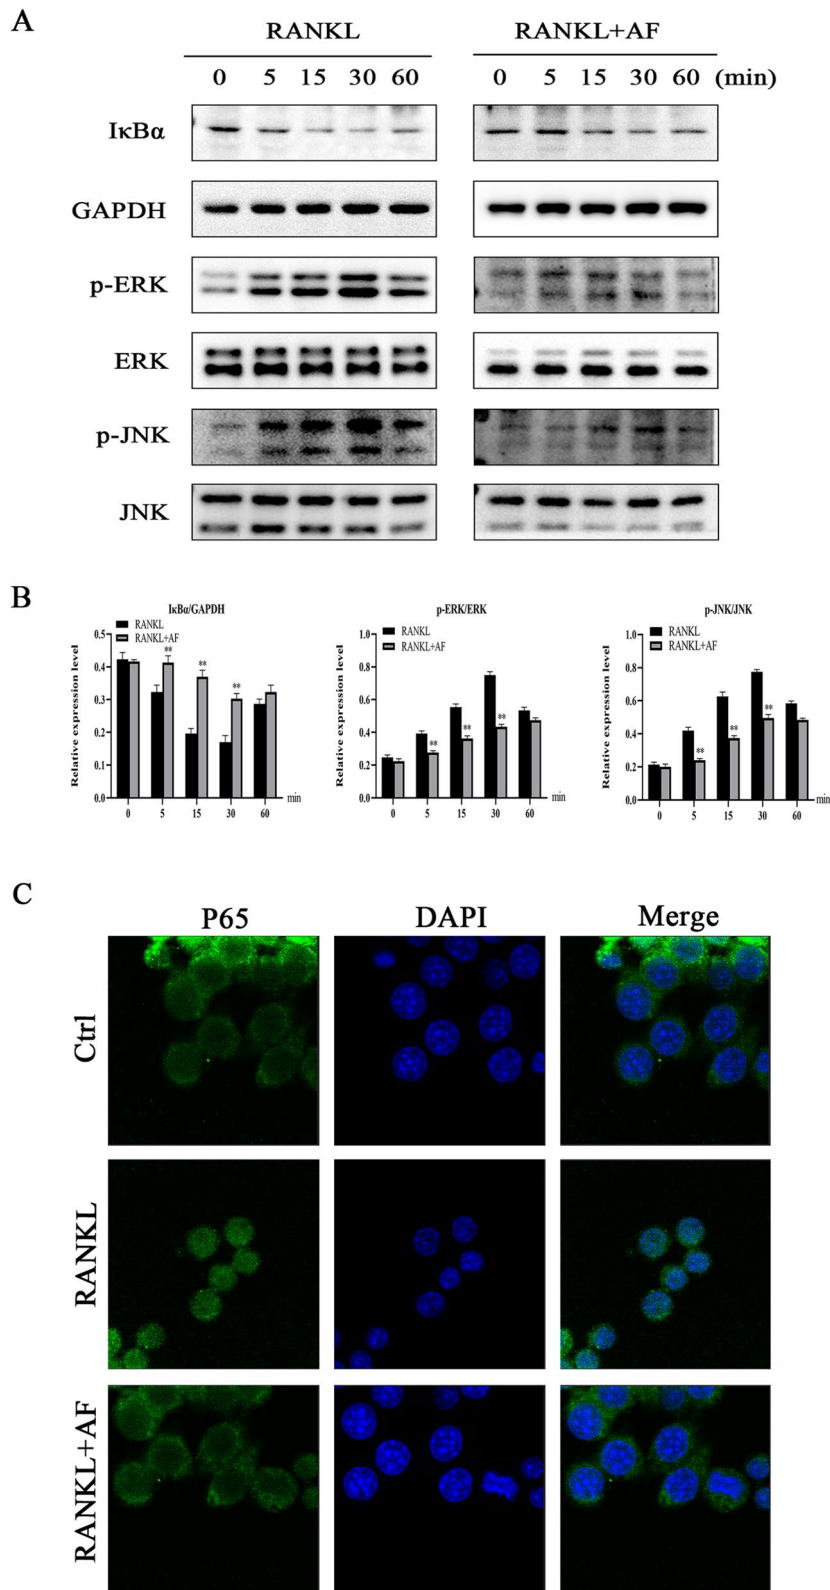 A
RANKL RANKL+AF
0 5 15 30 60 0 5 15 30 60 (min)
IκBα
GAPDH
p-ERK
ERK
p-JNK
JNK
B
IκBα/GAPDH
RANKL
RANKL+AF
Relative expression level
0.5
0.4
0.3
0.2
0.1
0.0
** ** **
0 5 15 30 60 min
p-ERK/ERK
RANKL
RANKL+AF
Relative expression level
1.0
0.8
0.6
0.4
0.2
0.0
** ** **
0 5 15 30 60 min
p-JNK/JNK
RANKL
RANKL+AF
Relative expression level
1.0
0.8
0.6
0.4
0.2
0.0
** ** **
0 5 15 30 60 min
C
P65 DAPI Merge
Ctrl
RANKL
RANKL+AF